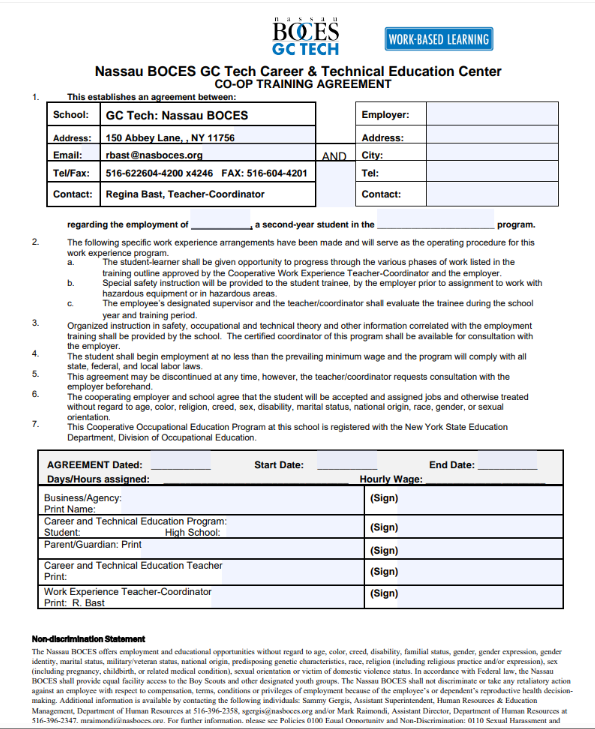 nassau
BOCES
GC TECH
WORK-BASED LEARNING
Nassau BOCES GC Tech Career & Technical Education Center
CO-OP TRAINING AGREEMENT
1. This establishes an agreement between:
School: GC Tech: Nassau BOCES
Address: 150 Abbey Lane, , NY 11756
Email: rbast@nasboces.org
Tel/Fax: 516-622604-4200 x4246 FAX: 516-604-4201
Contact: Regina Bast, Teacher-Coordinator
AND
Employer:
Address:
City:
Tel:
Contact:
regarding the employment of ____________, a second-year student in the ____________________ program.
2. The following specific work experience arrangements have been made and will serve as the operating procedure for this
work experience program.
a. The student-learner shall be given opportunity to progress through the various phases of work listed in the
training outline approved by the Cooperative Work Experience Teacher-Coordinator and the employer.
b. Special safety instruction will be provided to the student trainee, by the employer prior to assignment to work with
hazardous equipment or in hazardous areas.
c. The employee's designated supervisor and the teacher/coordinator shall evaluate the trainee during the school
year and training period.
3. Organized instruction in safety, occupational and technical theory and other information correlated with the employment
training shall be provided by the school. The certified coordinator of this program shall be available for consultation with
the employer.
4. The student shall begin employment at no less than the prevailing minimum wage and the program will comply with all
state, federal, and local labor laws.
5. This agreement may be discontinued at any time, however, the teacher/coordinator requests consultation with the
employer beforehand.
6. The cooperating employer and school agree that the student will be accepted and assigned jobs and otherwise treated
without regard to age, color, religion, creed, sex, disability, marital status, national origin, race, gender, or sexual
orientation.
7. This Cooperative Occupational Education Program at this school is registered with the New York State Education
Department, Division of Occupational Education.
AGREEMENT Dated: ___________ Start Date: ___________ End Date: ___________
Days/Hours assigned: ____________________ Hourly Wage: ____________________
Business/Agency:
Print Name:
(Sign)
Career and Technical Education Program:
Student: High School:
(Sign)
Parent/Guardian: Print
(Sign)
Career and Technical Education Teacher
Print:
(Sign)
Work Experience Teacher-Coordinator
Print: R. Bast
(Sign)
Non-discrimination Statement
The Nassau BOCES offers employment and educational opportunities without regard to age, color, creed, disability, familial status, gender, gender expression, gender
identity, marital status, military/veteran status, national origin, predisposing genetic characteristics, race, religion (including religious practice and/or expression), sex
(including pregnancy, childbirth, or related medical condition), sexual orientation or victim of domestic violence status. In accordance with Federal law, the Nassau
BOCES shall provide equal facility access to the Boy Scouts and other designated youth groups. The Nassau BOCES shall not discriminate or take any retaliatory action
against an employee with respect to compensation, terms, conditions or privileges of employment because of the employee's or dependent's reproductive health decision-
making. Additional information is available by contacting the following individuals: Sammy Gergis, Assistant Superintendent, Human Resources & Education
Management, Department of Human Resources at 516-396-2358, sgergis@nasboces.org and/or Mark Raimondi, Assistant Director, Department of Human Resources at
516-396-2347, mraimondi@nasboces.org. For further information, please see Policies 0100 Equal Opportunity and Non-Discrimination; 0110 Sexual Harassment and